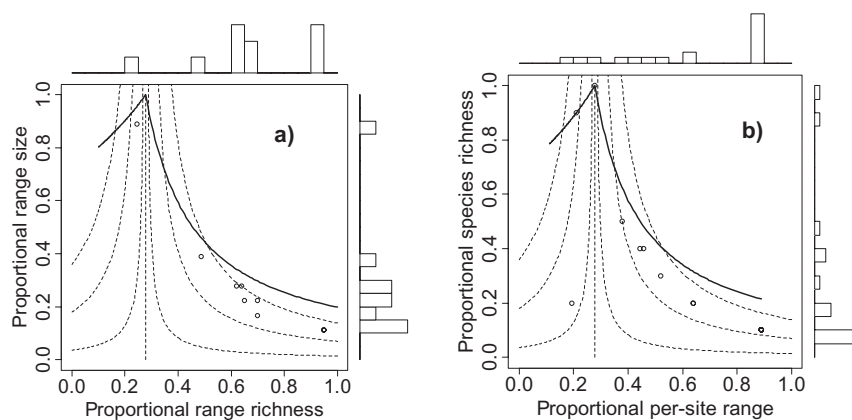 a)
Proportional range size
0.0 0.2 0.4 0.6 0.8 1.0
0.0 0.2 0.4 0.6 0.8 1.0
Proportional range richness
b)
Proportional species richness
0.0 0.2 0.4 0.6 0.8 1.0
0.0 0.2 0.4 0.6 0.8 1.0
Proportional per-site range